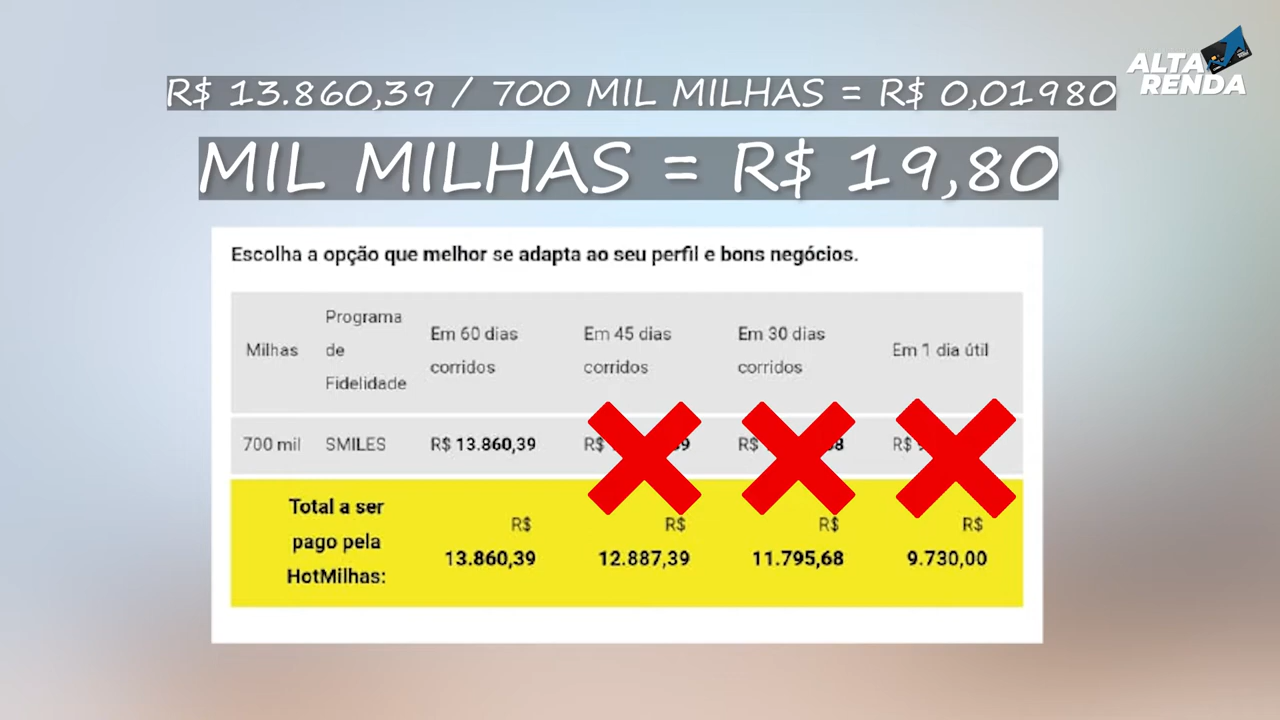 ALTA
RENDA
R$ 13.860,39 / 700 MIL MILHAS = R$ 0,01980
MIL MILHAS = R$ 19,80
Escolha a opção que melhor se adapta ao seu perfil e bons negócios.
Milhas
Programa
de
Fidelidade
Em 60 dias
corridos
Em 45 dias
corridos
Em 30 dias
corridos
Em 1 dia útil
700 mil SMILES R$ 13.860,39 R$ R$ R$
Total a ser
pago pela
HotMilhas:
R$
13.860,39
R$
12.887,39
R$
11.795,68
R$
9.730,00